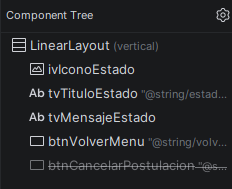 Component Tree
LinearLayout (vertical)
ivIconoEstado
Ab tvTituloEstado "@string/estad...
Ab tvMensajeEstado
btnVolverMenu "@string/volv...
btnCancelarPostulacion "@s...